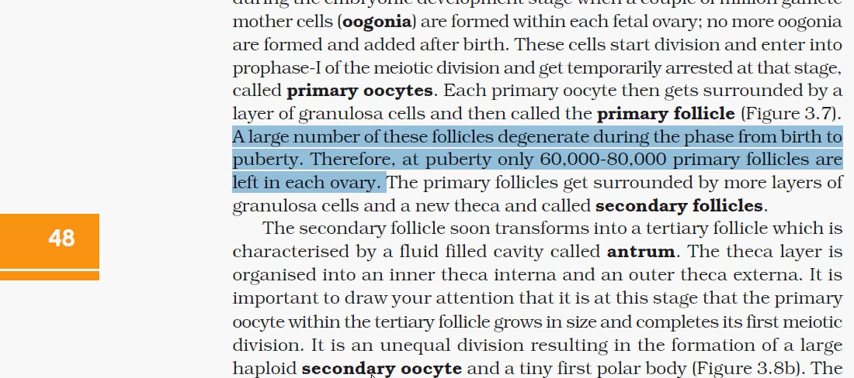 during the embryonic development stage when a couple of million gamete
mother cells (oogonia) are formed within each fetal ovary; no more oogonia
are formed and added after birth. These cells start division and enter into
prophase-I of the meiotic division and get temporarily arrested at that stage,
called primary oocytes. Each primary oocyte then gets surrounded by a
layer of granulosa cells and then called the primary follicle (Figure 3.7).
A large number of these follicles degenerate during the phase from birth to
puberty. Therefore, at puberty only 60,000-80,000 primary follicles are
left in each ovary. The primary follicles get surrounded by more layers of
granulosa cells and a new theca and called secondary follicles.
48
The secondary follicle soon transforms into a tertiary follicle which is
characterised by a fluid filled cavity called antrum. The theca layer is
organised into an inner theca interna and an outer theca externa. It is
important to draw your attention that it is at this stage that the primary
oocyte within the tertiary follicle grows in size and completes its first meiotic
division. It is an unequal division resulting in the formation of a large
haploid secondary oocyte and a tiny first polar body (Figure 3.8b). The